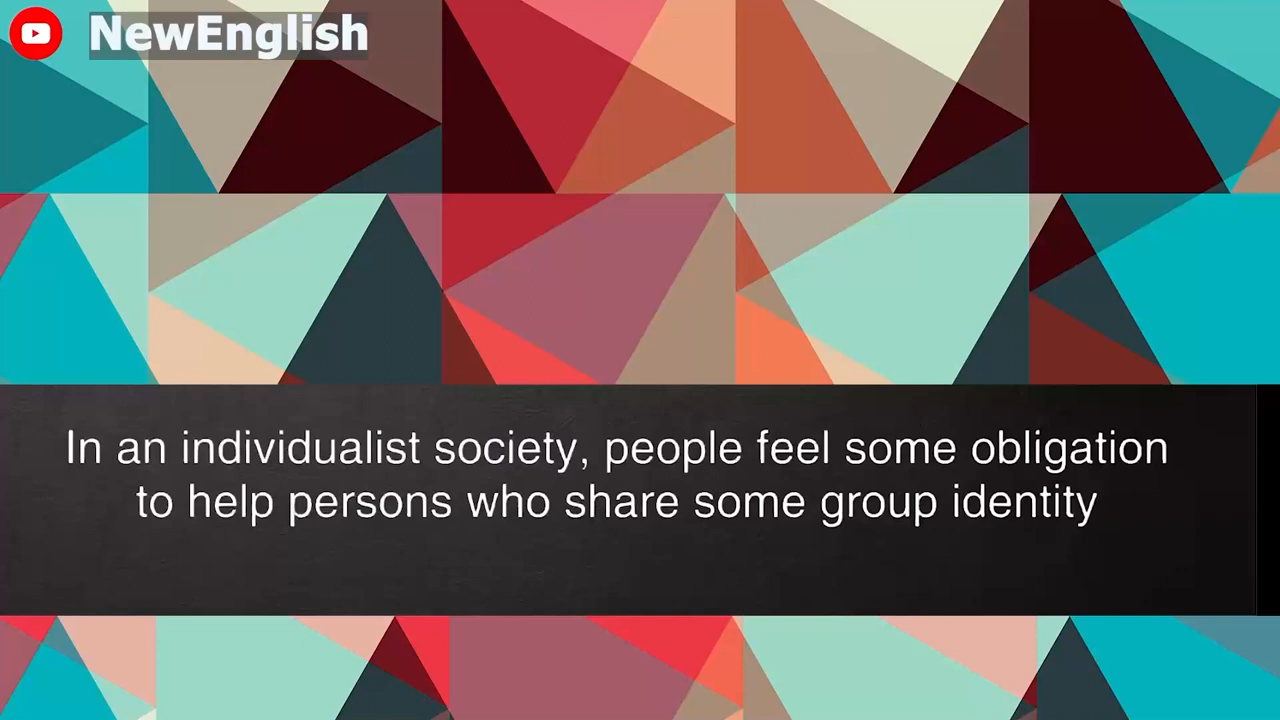 NewEnglish
In an individualist society, people feel some obligation
to help persons who share some group identity